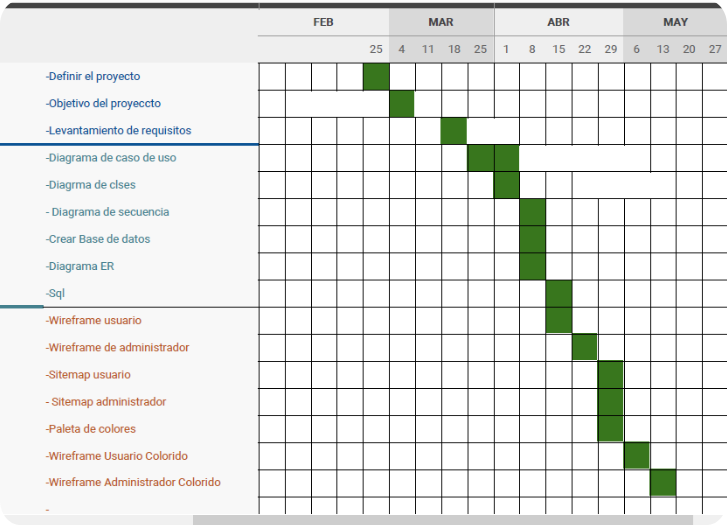 FEB MAR ABR MAY
25 4 11 18 25 1 8 15 22 29 6 13 20 27
-Definir el proyecto
-Objetivo del proyeccto
-Levantamiento de requisitos
-Diagrama de caso de uso
-Diagrma de clses
- Diagrama de secuencia
-Crear Base de datos
-Diagrama ER
-Sql
-Wireframe usuario
-Wireframe de administrador
-Sitemap usuario
- Sitemap administrador
-Paleta de colores
-Wireframe Usuario Colorido
-Wireframe Administrador Colorido
-